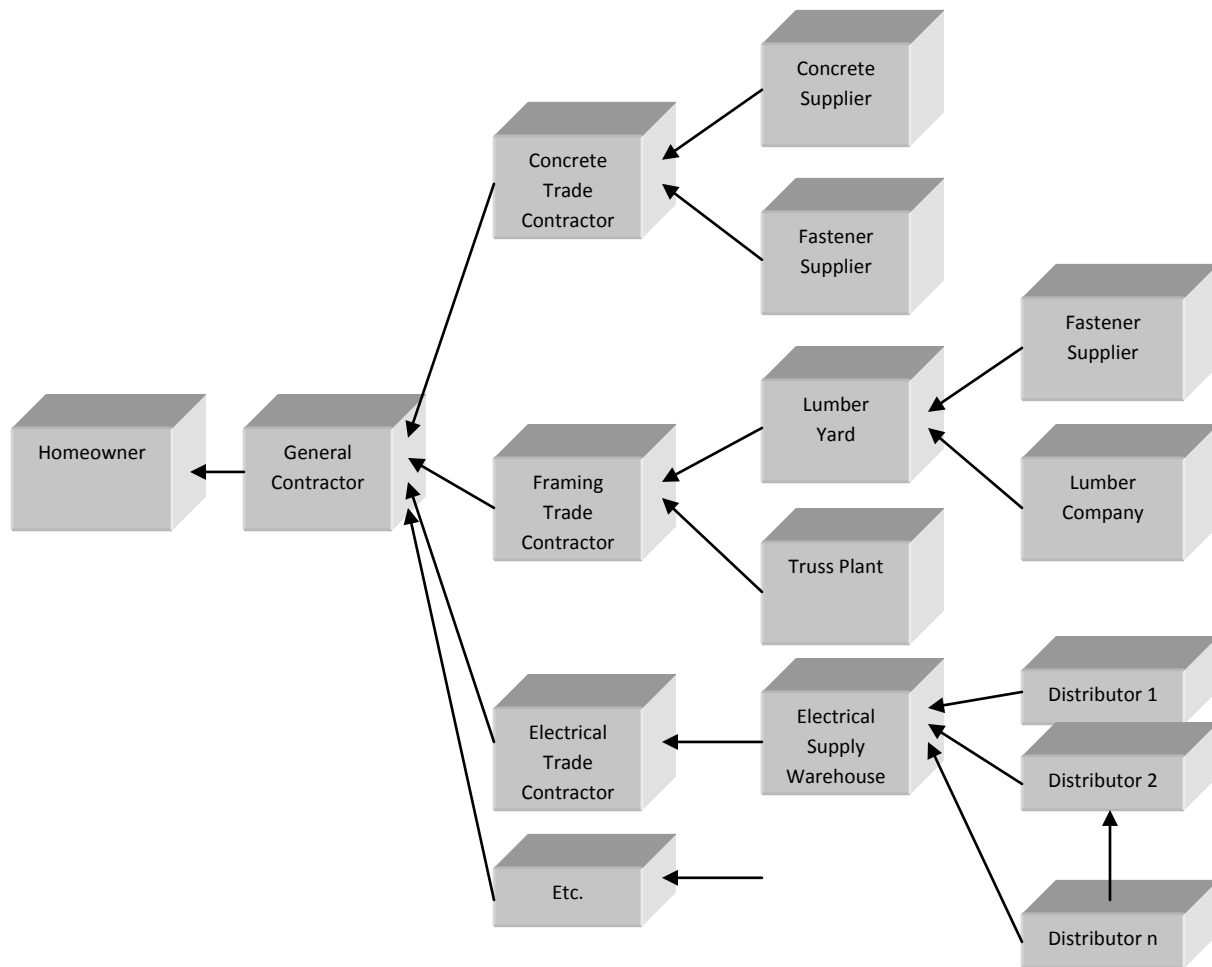 Concrete
Supplier
Concrete
Trade
Contractor
Fastener
Supplier
Fastener
Supplier
Homeowner
General
Contractor
Framing
Trade
Contractor
Lumber
Yard
Lumber
Company
Truss Plant
Electrical
Trade
Contractor
Electrical
Supply
Warehouse
Distributor 1
Distributor 2
Etc.
Distributor n